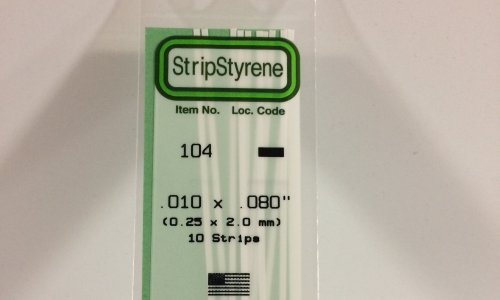 StripStyrene
Item No. Loc. Code
104
.010 x .080"
(0.25 x 2.0 mm)
10 Strips